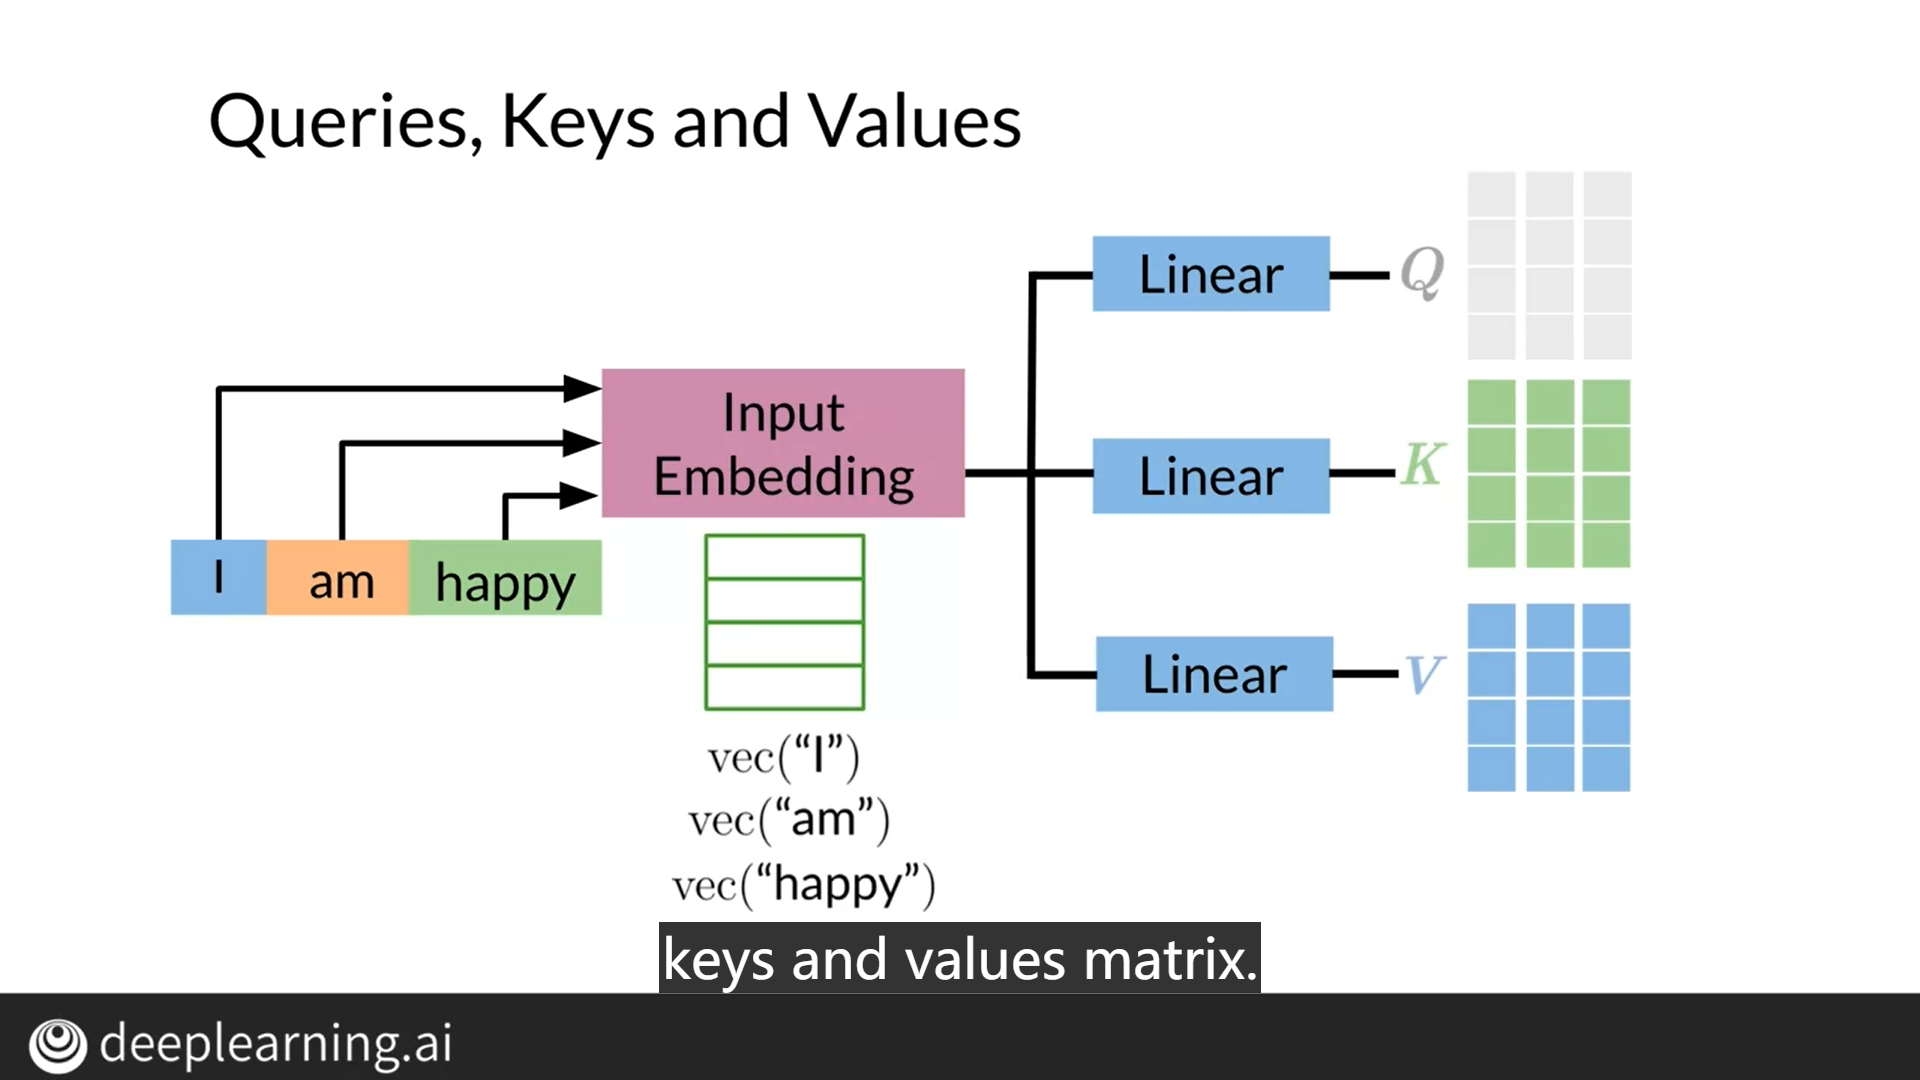 Queries, Keys and Values
Linear
Q
Input
Embedding
Linear
K
I am happy
Linear
V
vec(“I”)
vec(“am”)
vec(“happy”)
keys and values matrix.
deeplearning.ai